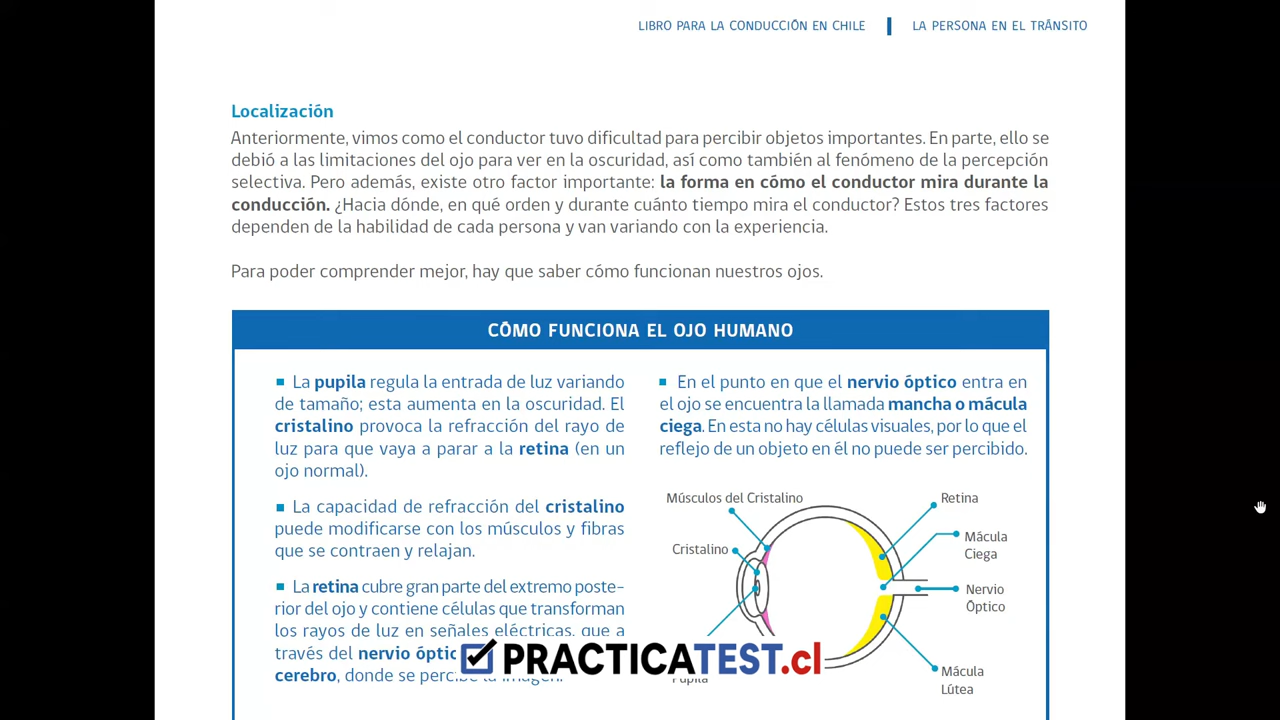 LIBRO PARA LA CONDUCCIÓN EN CHILE | LA PERSONA EN EL TRÁNSITO
Localización
Anteriormente, vimos como el conductor tuvo dificultad para percibir objetos importantes. En parte, ello se
debió a las limitaciones del ojo para ver en la oscuridad, así como también al fenómeno de la percepción
selectiva. Pero además, existe otro factor importante: la forma en cómo el conductor mira durante la
conducción. ¿Hacia dónde, en qué orden y durante cuánto tiempo mira el conductor? Estos tres factores
dependen de la habilidad de cada persona y van variando con la experiencia.
Para poder comprender mejor, hay que saber cómo funcionan nuestros ojos.
CÓMO FUNCIONA EL OJO HUMANO
La pupila regula la entrada de luz variando
de tamaño; esta aumenta en la oscuridad. El
cristalino provoca la refracción del rayo de
luz para que vaya a parar a la retina (en un
ojo normal).
La capacidad de refracción del cristalino
puede modificarse con los músculos y fibras
que se contraen y relajan.
La retina cubre gran parte del extremo poste-
rior del ojo y contiene células que transforman
los rayos de luz en señales eléctricas, que a
través del nervio óptic
cerebro, donde se percibe la imagen.
En el punto en que el nervio óptico entra en
el ojo se encuentra la llamada mancha o mácula
ciega. En esta no hay células visuales, por lo que el
reflejo de un objeto en él no puede ser percibido.
Músculos del Cristalino
Cristalino
Pupila
Retina
Mácula
Ciega
Nervio
Óptico
Mácula
Lútea
PRACTICATEST.cl